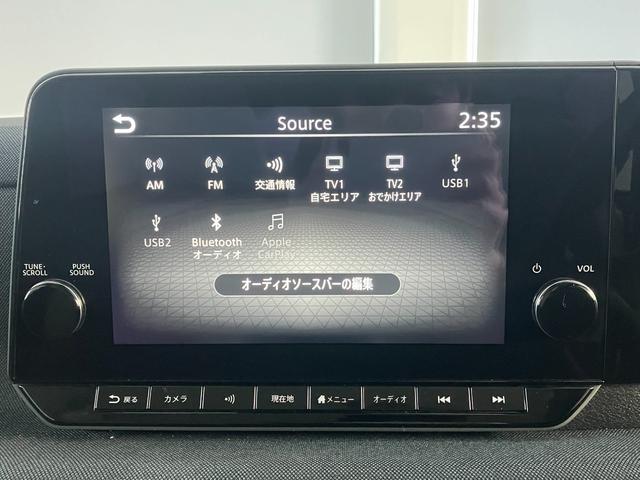 Source
2:35
AM
FM
交通情報
TV1
自宅エリア
TV2
おでかけエリア
USB1
USB2
Bluetooth
オーディオ
Apple
CarPlay
オーディオソースバーの編集
TUNE·
SCROLL
PUSH
SOUND
VOL
戻る
カメラ
現在地
メニュー
オーディオ